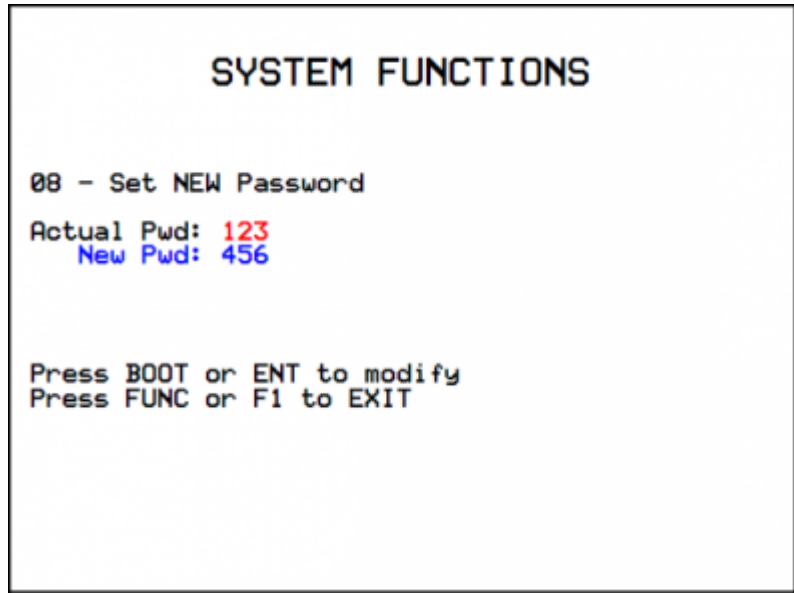 SYSTEM FUNCTIONS
08 - Set NEW Password
Actual Pwd: 123
New Pwd: 456
Press BOOT or ENT to modify
Press FUNC or F1 to EXIT